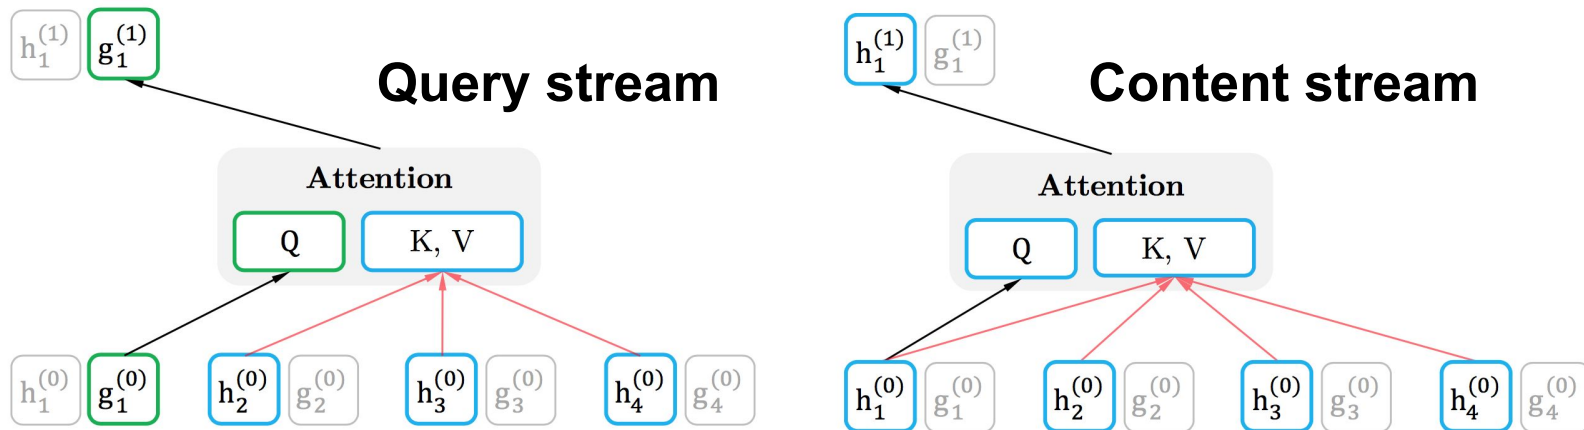 h₁⁽¹⁾ g₁⁽¹⁾
Query stream
Attention
Q K, V
h₁⁽⁰⁾ g₁⁽⁰⁾ h₂⁽⁰⁾ g₂⁽⁰⁾ h₃⁽⁰⁾ g₃⁽⁰⁾ h₄⁽⁰⁾ g₄⁽⁰⁾
h₁⁽¹⁾ g₁⁽¹⁾
Content stream
Attention
Q K, V
h₁⁽⁰⁾ g₁⁽⁰⁾ h₂⁽⁰⁾ g₂⁽⁰⁾ h₃⁽⁰⁾ g₃⁽⁰⁾ h₄⁽⁰⁾ g₄⁽⁰⁾